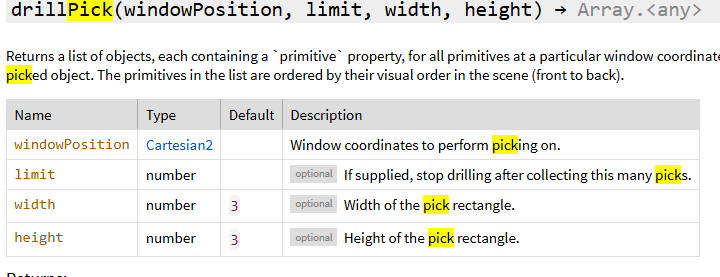 drillPick(windowPosition, limit, width, height) → Array.<any>
Returns a list of objects, each containing a `primitive` property, for all primitives at a particular window coordinate
picked object. The primitives in the list are ordered by their visual order in the scene (front to back).
Name Type Default Description
windowPosition Cartesian2 Window coordinates to perform picking on.
limit number optional If supplied, stop drilling after collecting this many picks.
width number 3 optional Width of the pick rectangle.
height number 3 optional Height of the pick rectangle.